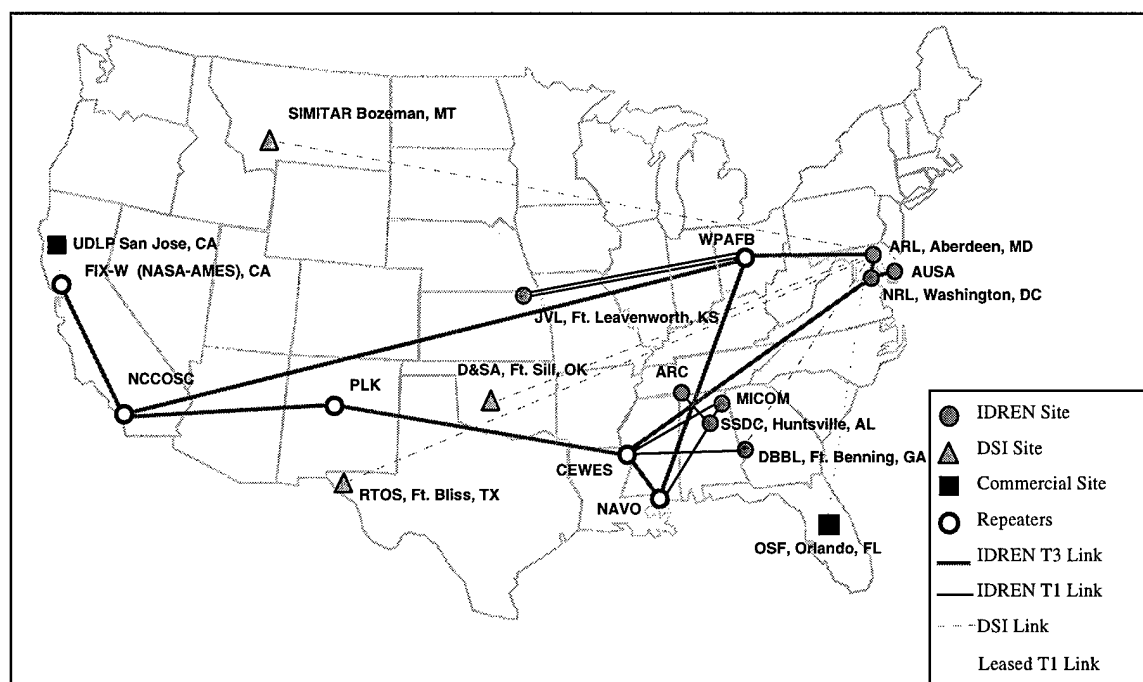 SIMITAR Bozeman, MT
WPAFB
UDLP San Jose, CA
ARL, Aberdeen, MD
FIX-W (NASA-AMES), CA
AUSA
NRL, Washington, DC
JVL, Ft. Leavenworth, KS
D&SA, Ft. Sill, OK
NCCOSC
PLK
ARC
MICOM
SSDC, Huntsville, AL
CEWES
DBBL, Ft. Benning, GA
RTOS, Ft. Bliss, TX
NAVO
OSF, Orlando, FL
IDREN Site
DSI Site
Commercial Site
Repeaters
IDREN T3 Link
IDREN T1 Link
DSI Link
Leased T1 Link